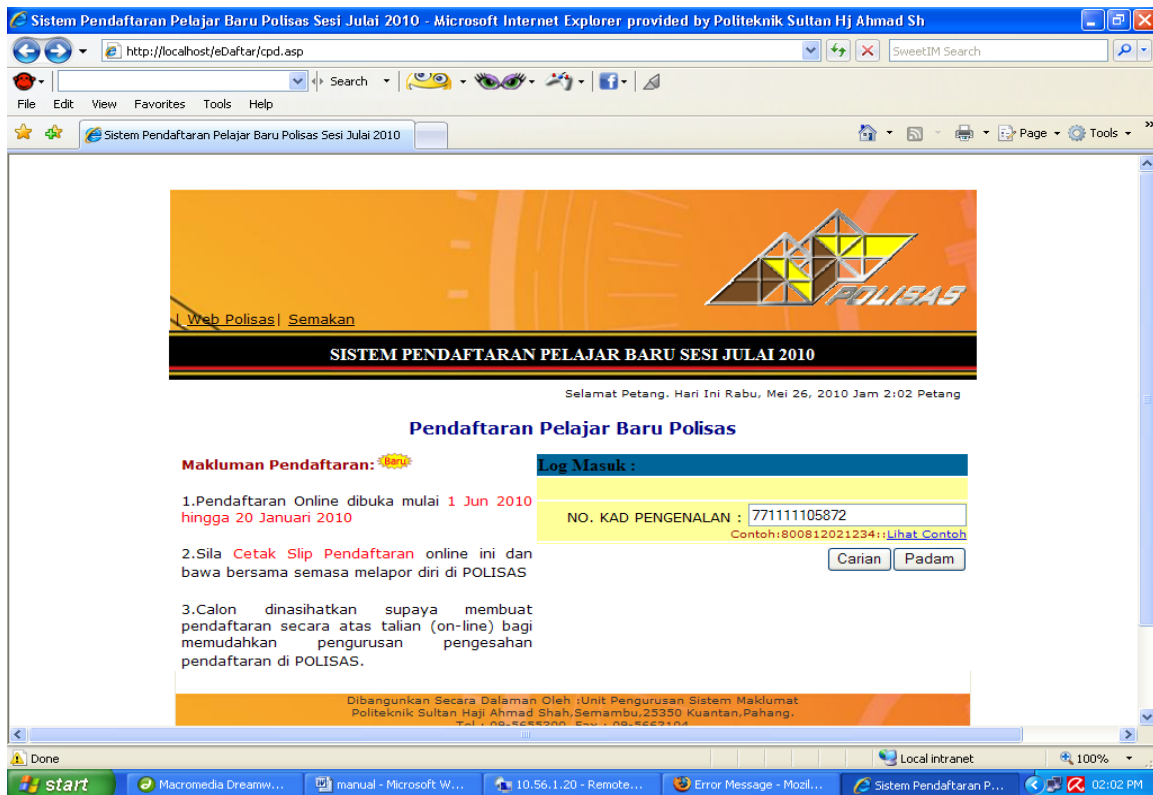 Sistem Pendaftaran Pelajar Baru Polisas Sesi Julai 2010 - Microsoft Internet Explorer provided by Politeknik Sultan Hj Ahmad Sh
http://localhost/eDaftar/cpd.asp
SweetIM Search
Search
File Edit View Favorites Tools Help
Sistem Pendaftaran Pelajar Baru Polisas Sesi Julai 2010
Page Tools »
POLISAS
| Web Polisas| Semakan
SISTEM PENDAFTARAN PELAJAR BARU SESI JULAI 2010
Selamat Petang. Hari Ini Rabu, Mei 26, 2010 Jam 2:02 Petang
Pendaftaran Pelajar Baru Polisas
Makluman Pendaftaran: Baru
1.Pendaftaran Online dibuka mulai 1 Jun 2010
hingga 20 Januari 2010
2.Sila Cetak Slip Pendaftaran online ini dan
bawa bersama semasa melapor diri di POLISAS
3.Calon dinasihatkan supaya membuat
pendaftaran secara atas talian (on-line) bagi
memudahkan pengurusan pengesahan
pendaftaran di POLISAS.
Log Masuk :
NO. KAD PENGENALAN : 771111105872
Contoh:800812021234::Lihat Contoh
Carian Padam
Dibangunkan Secara Dalaman Oleh :Unit Pengurusan Sistem Maklumat
Politeknik Sultan Haji Ahmad Shah,Semambu,25350 Kuantan,Pahang.
Tel : 09-5655300 Fax : 09-5663104
Done
Local intranet
100%
start
Macromedia Dreamw...
manual - Microsoft W...
10.56.1.20 - Remote...
Error Message - Mozil...
Sistem Pendaftaran P...
02:02 PM